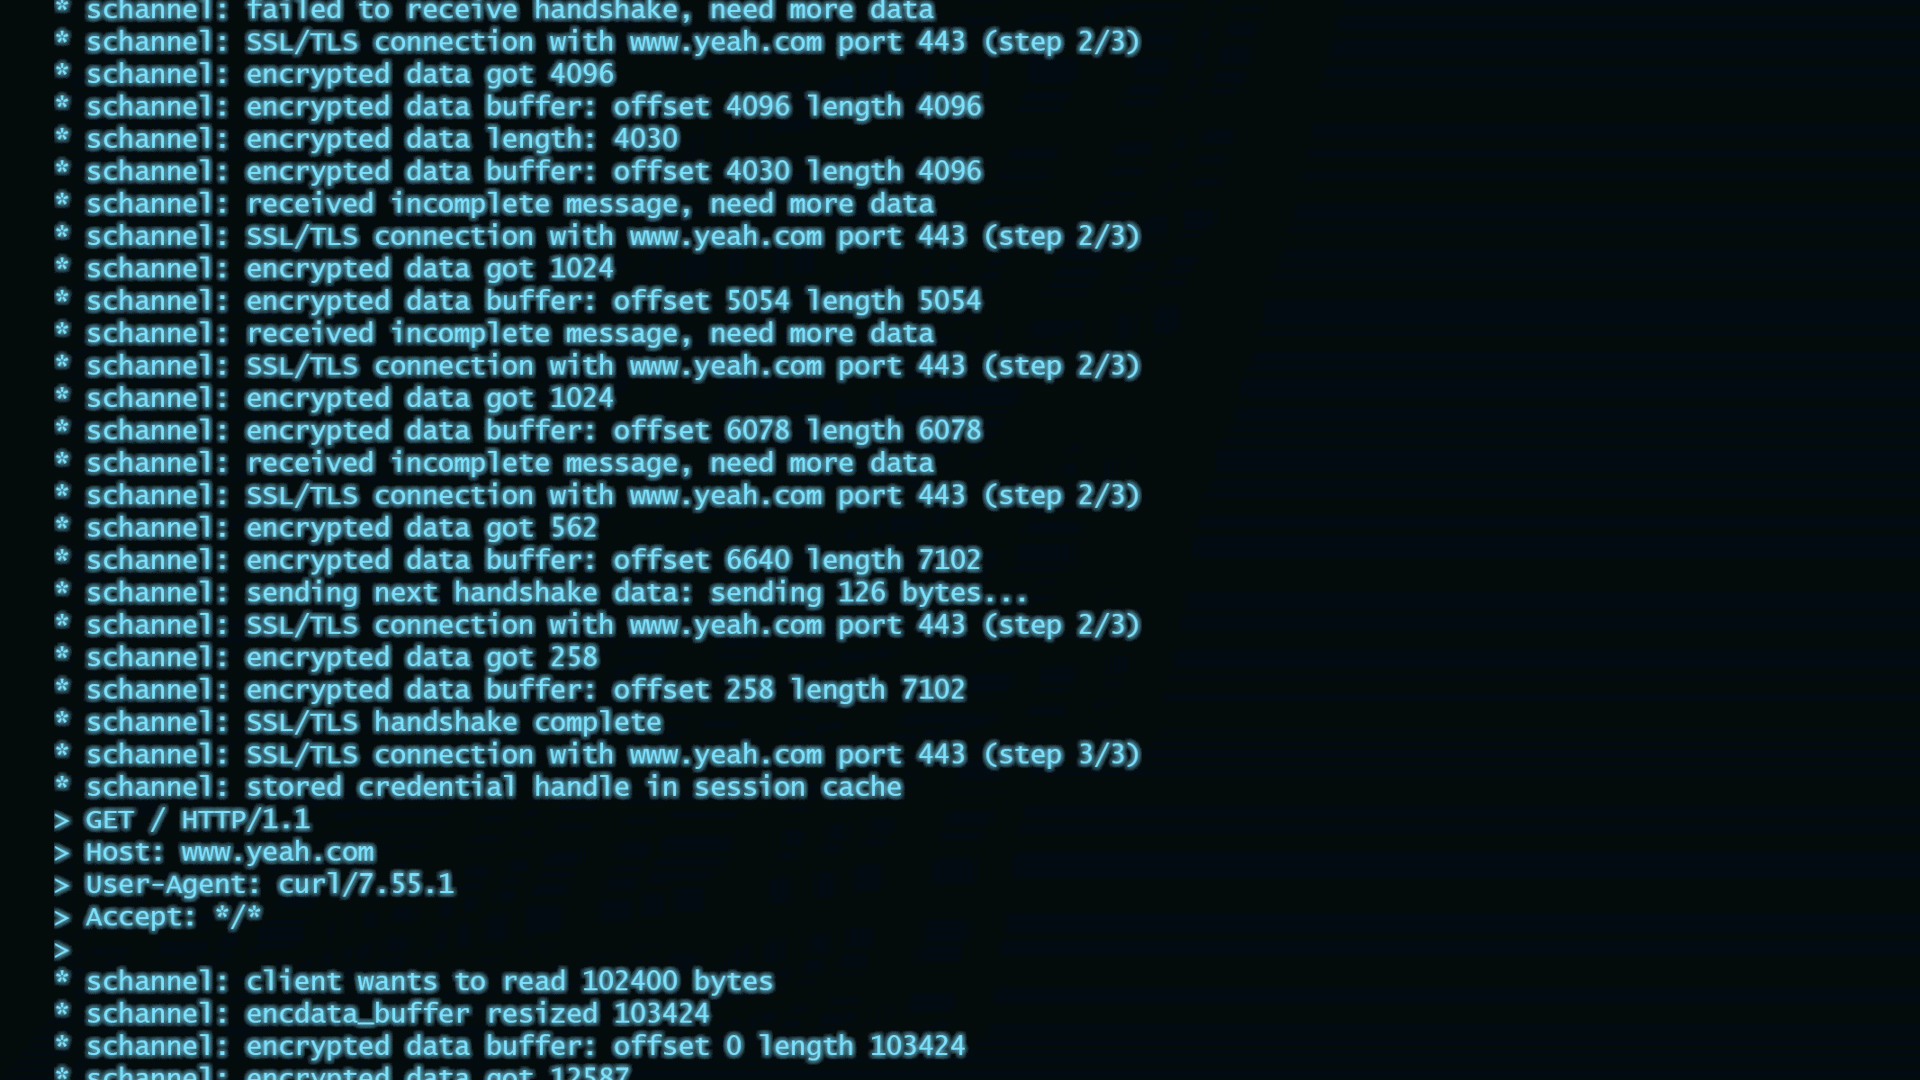 * schannel: failed to receive handshake, need more data
* schannel: SSL/TLS connection with www.yeah.com port 443 (step 2/3)
* schannel: encrypted data got 4096
* schannel: encrypted data buffer: offset 4096 length 4096
* schannel: encrypted data length: 4030
* schannel: encrypted data buffer: offset 4030 length 4096
* schannel: received incomplete message, need more data
* schannel: SSL/TLS connection with www.yeah.com port 443 (step 2/3)
* schannel: encrypted data got 1024
* schannel: encrypted data buffer: offset 5054 length 5054
* schannel: received incomplete message, need more data
* schannel: SSL/TLS connection with www.yeah.com port 443 (step 2/3)
* schannel: encrypted data got 1024
* schannel: encrypted data buffer: offset 6078 length 6078
* schannel: received incomplete message, need more data
* schannel: SSL/TLS connection with www.yeah.com port 443 (step 2/3)
* schannel: encrypted data got 562
* schannel: encrypted data buffer: offset 6640 length 7102
* schannel: sending next handshake data: sending 126 bytes...
* schannel: SSL/TLS connection with www.yeah.com port 443 (step 2/3)
* schannel: encrypted data got 258
* schannel: encrypted data buffer: offset 258 length 7102
* schannel: SSL/TLS handshake complete
* schannel: SSL/TLS connection with www.yeah.com port 443 (step 3/3)
* schannel: stored credential handle in session cache
> GET / HTTP/1.1
> Host: www.yeah.com
> User-Agent: curl/7.55.1
> Accept: */*
>
* schannel: client wants to read 102400 bytes
* schannel: encdata_buffer resized 103424
* schannel: encrypted data buffer: offset 0 length 103424
* schannel: encrypted data got 12587